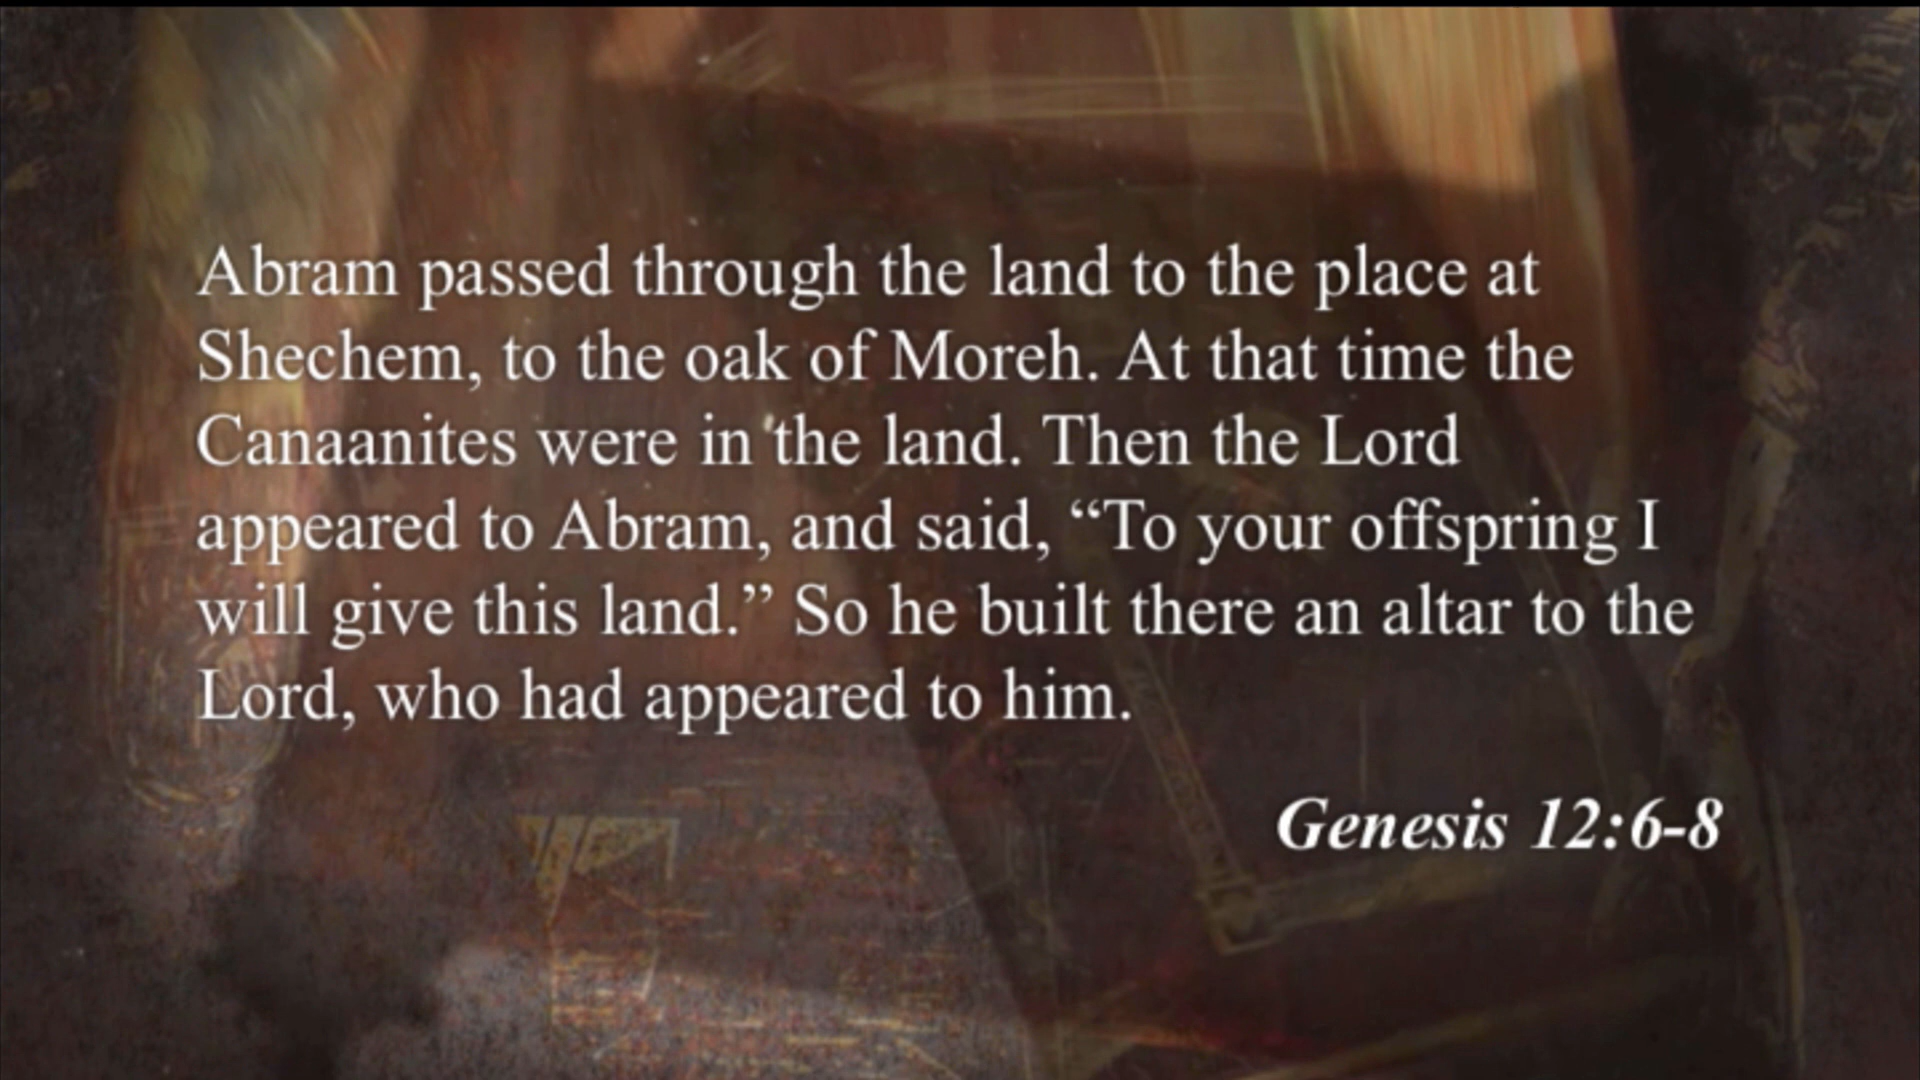 Abram passed through the land to the place at
Shechem, to the oak of Moreh. At that time the
Canaanites were in the land. Then the Lord
appeared to Abram, and said, “To your offspring I
will give this land.” So he built there an altar to the
Lord, who had appeared to him.
Genesis 12:6-8